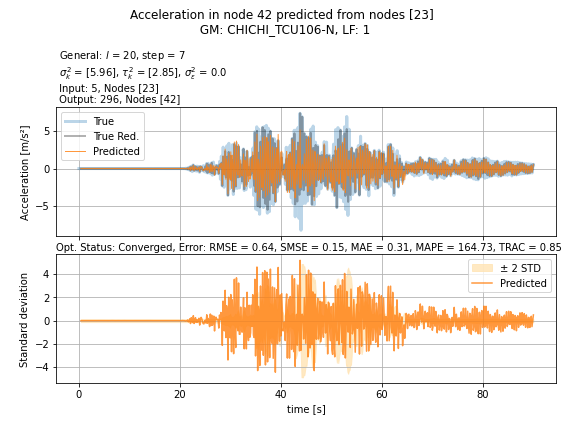 Acceleration in node 42 predicted from nodes [23]
GM: CHICHI_TCU106-N, LF: 1
General: l = 20, step = 7
σ²ₖ = [5.96], τ²ₖ = [2.85], σ²ₑ = 0.0
Input: 5, Nodes [23]
Output: 296, Nodes [42]
True
True Red.
Predicted
Acceleration [m/s²]
5
0
−5
Opt. Status: Converged, Error: RMSE = 0.64, SMSE = 0.15, MAE = 0.31, MAPE = 164.73, TRAC = 0.85
± 2 STD
Predicted
Standard deviation
4
2
0
−2
−4
0 20 40 60 80
time [s]